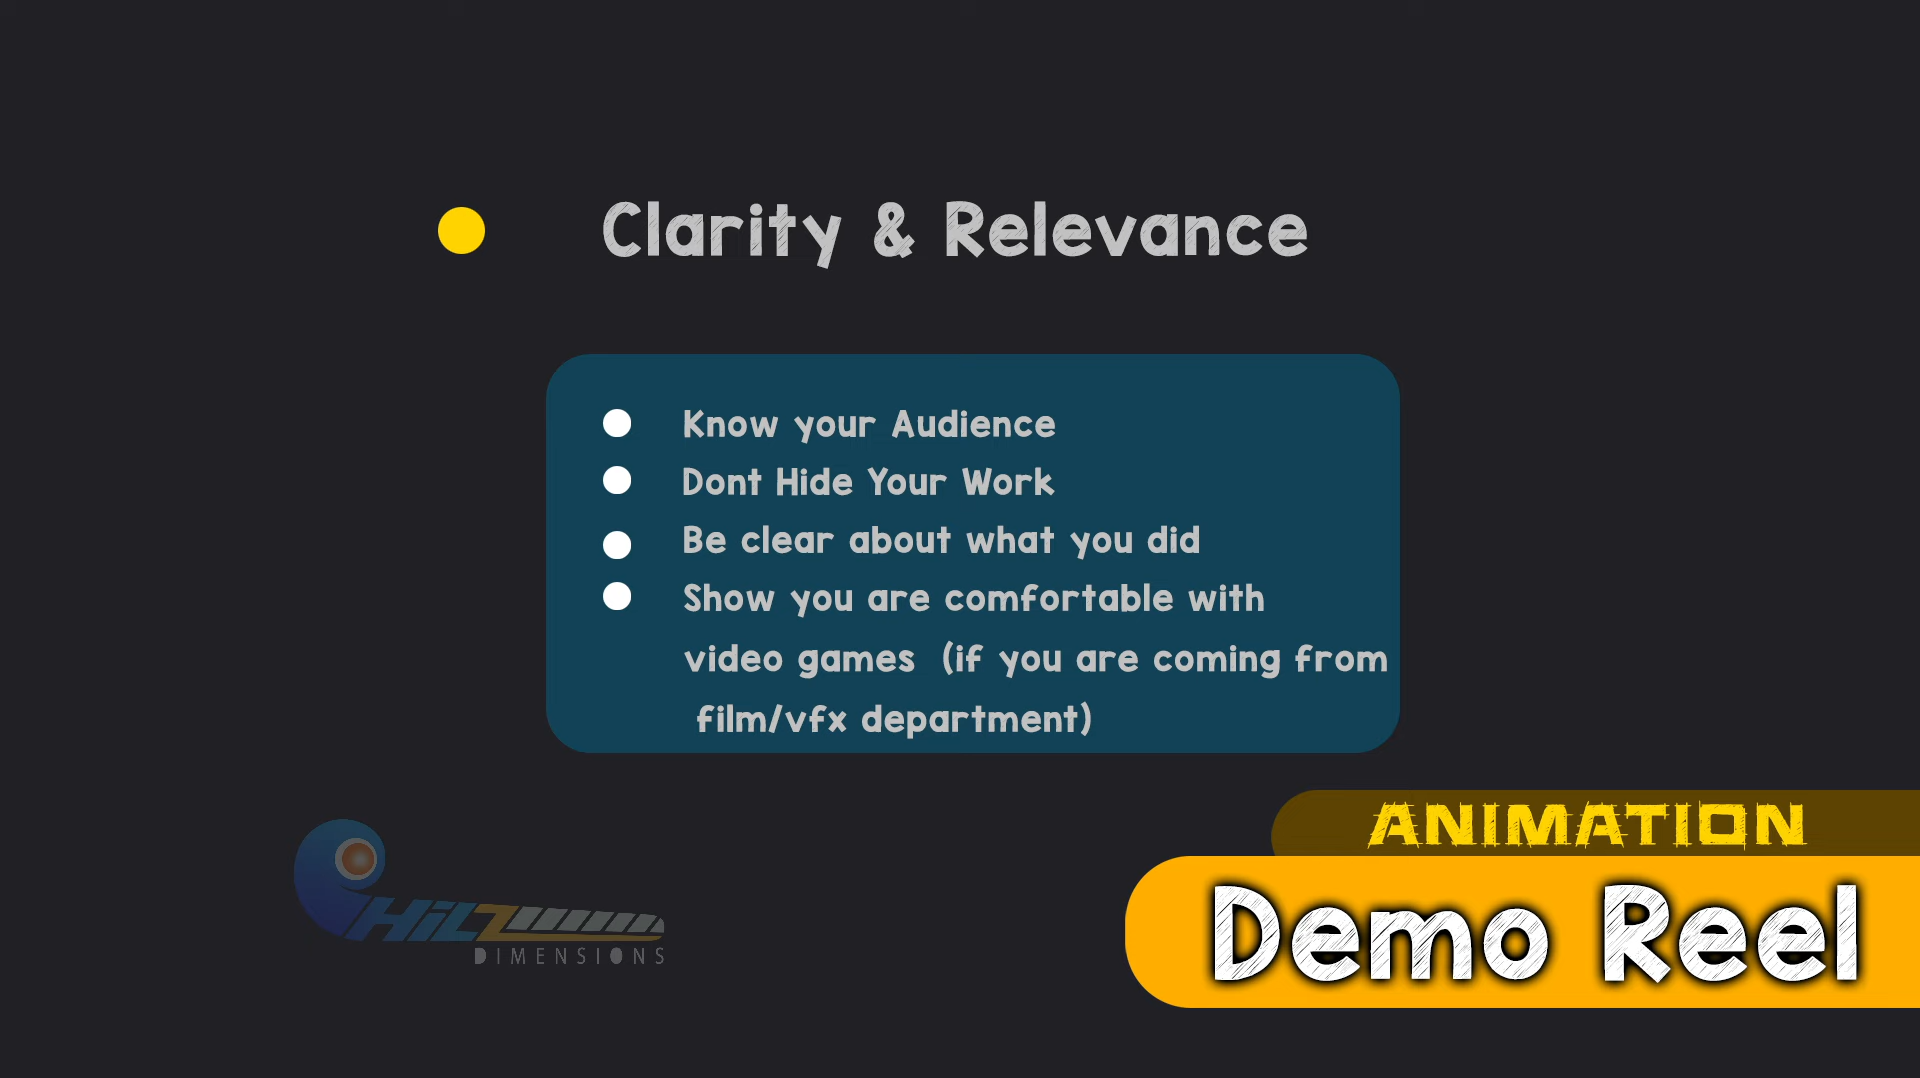 Clarity & Relevance
Know your Audience
Dont Hide Your Work
Be clear about what you did
Show you are comfortable with
video games (if you are coming from
film/vfx department)
ANIMATION
Demo Reel
CHILZ
DIMENSIONS